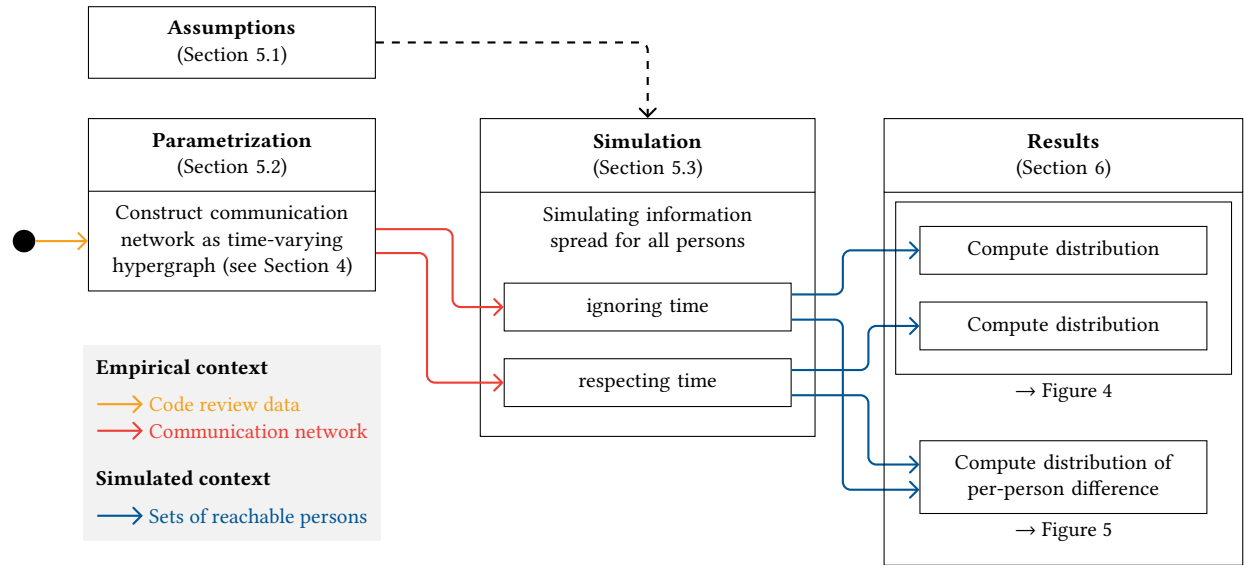 Assumptions
(Section 5.1)
Parametrization
(Section 5.2)
Construct communication
network as time-varying
hypergraph (see Section 4)
Empirical context
→ Code review data
→ Communication network
Simulated context
→ Sets of reachable persons
Simulation
(Section 5.3)
Simulating information
spread for all persons
ignoring time
respecting time
Results
(Section 6)
Compute distribution
Compute distribution
→ Figure 4
Compute distribution of
per-person difference
→ Figure 5